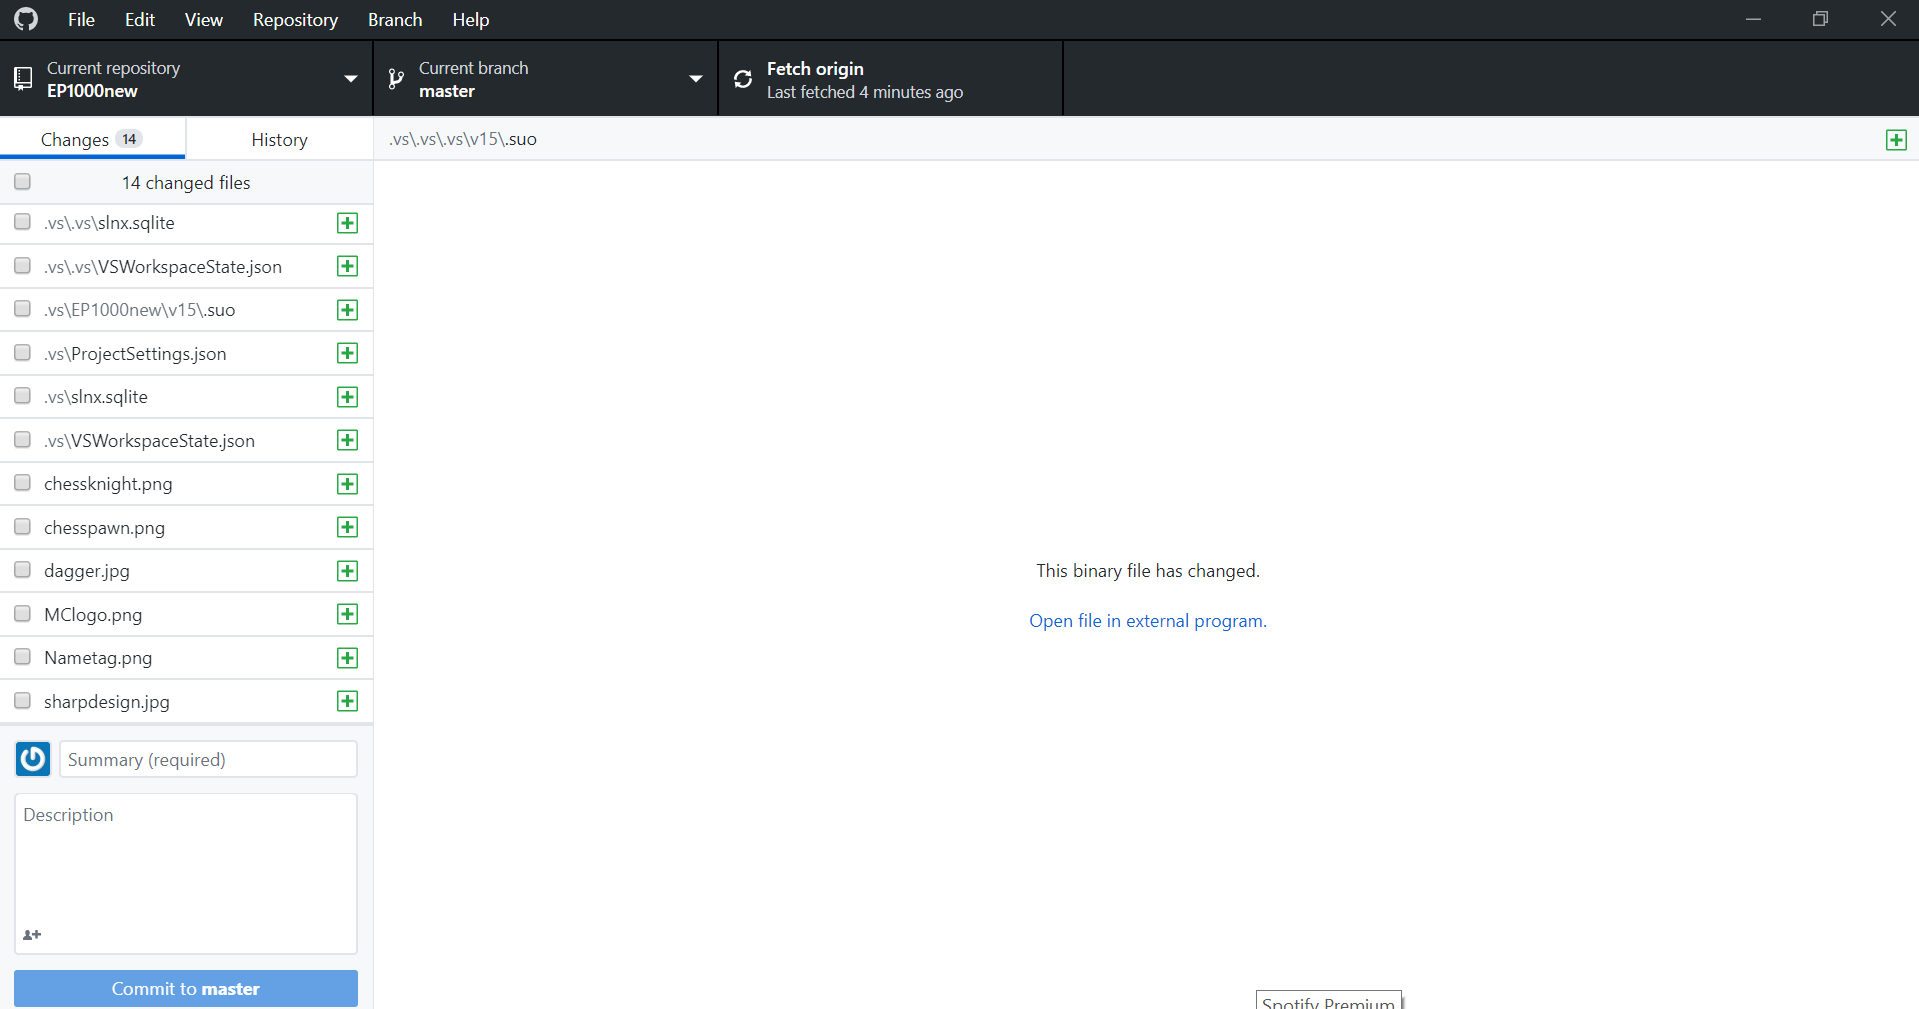 File Edit View Repository Branch Help
Current repository
EP1000new
Current branch
master
Fetch origin
Last fetched 4 minutes ago
Changes 14
History
.vs\.vs\.vs\v15\.suo
14 changed files
.vs\.vs\slnx.sqlite
.vs\.vs\VSWorkspaceState.json
.vs\EP1000new\v15\.suo
.vs\ProjectSettings.json
.vs\slnx.sqlite
.vs\VSWorkspaceState.json
chessknight.png
chesspawn.png
dagger.jpg
MClogo.png
Nametag.png
sharpdesign.jpg
This binary file has changed.
Open file in external program.
Summary (required)
Description
Commit to master
Spotify Premium